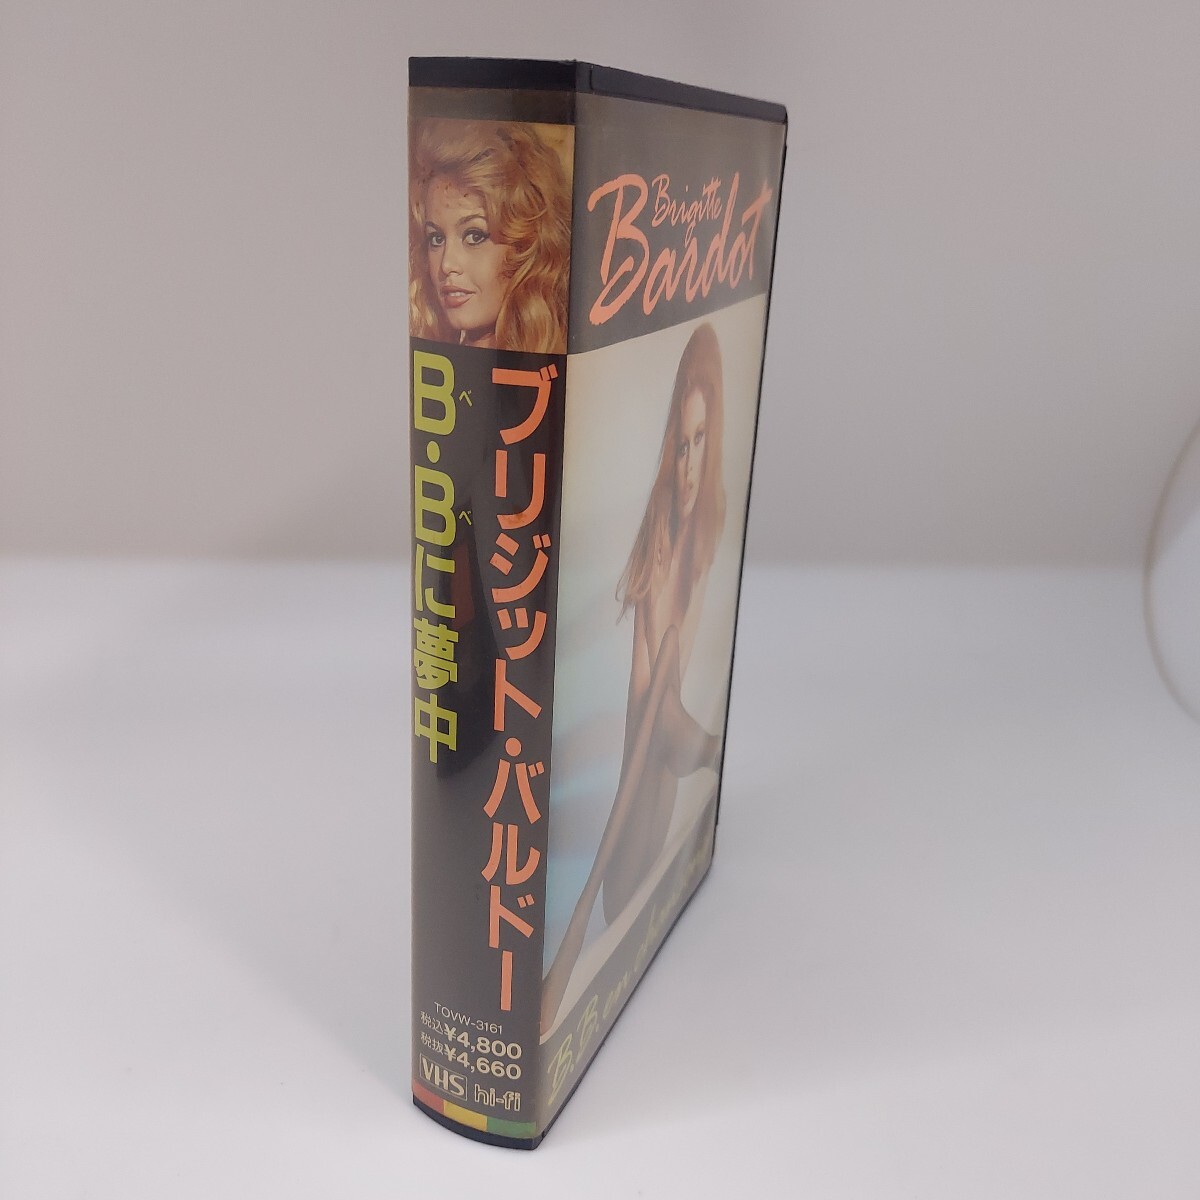 ブリジット・バルドー
B・Bに夢中
べ
べ
TOVW-3161
税込¥4,800
税抜¥4,660
VHS hi-fi
Brigitte
Bardot
B.B. en